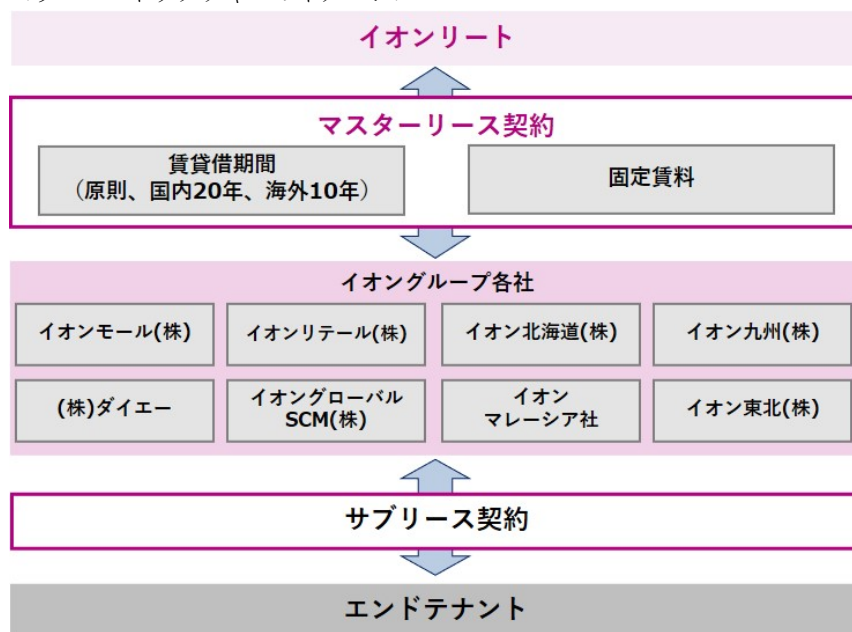 イオンリート
マスターリース契約
賃貸借期間
（原則、国内20年、海外10年）
固定賃料
イオングループ各社
イオンモール(株)
イオンリテール(株)
イオン北海道(株)
イオン九州(株)
(株)ダイエー
イオングローバル
SCM(株)
イオン
マレーシア社
イオン東北(株)
サブリース契約
エンドテナント